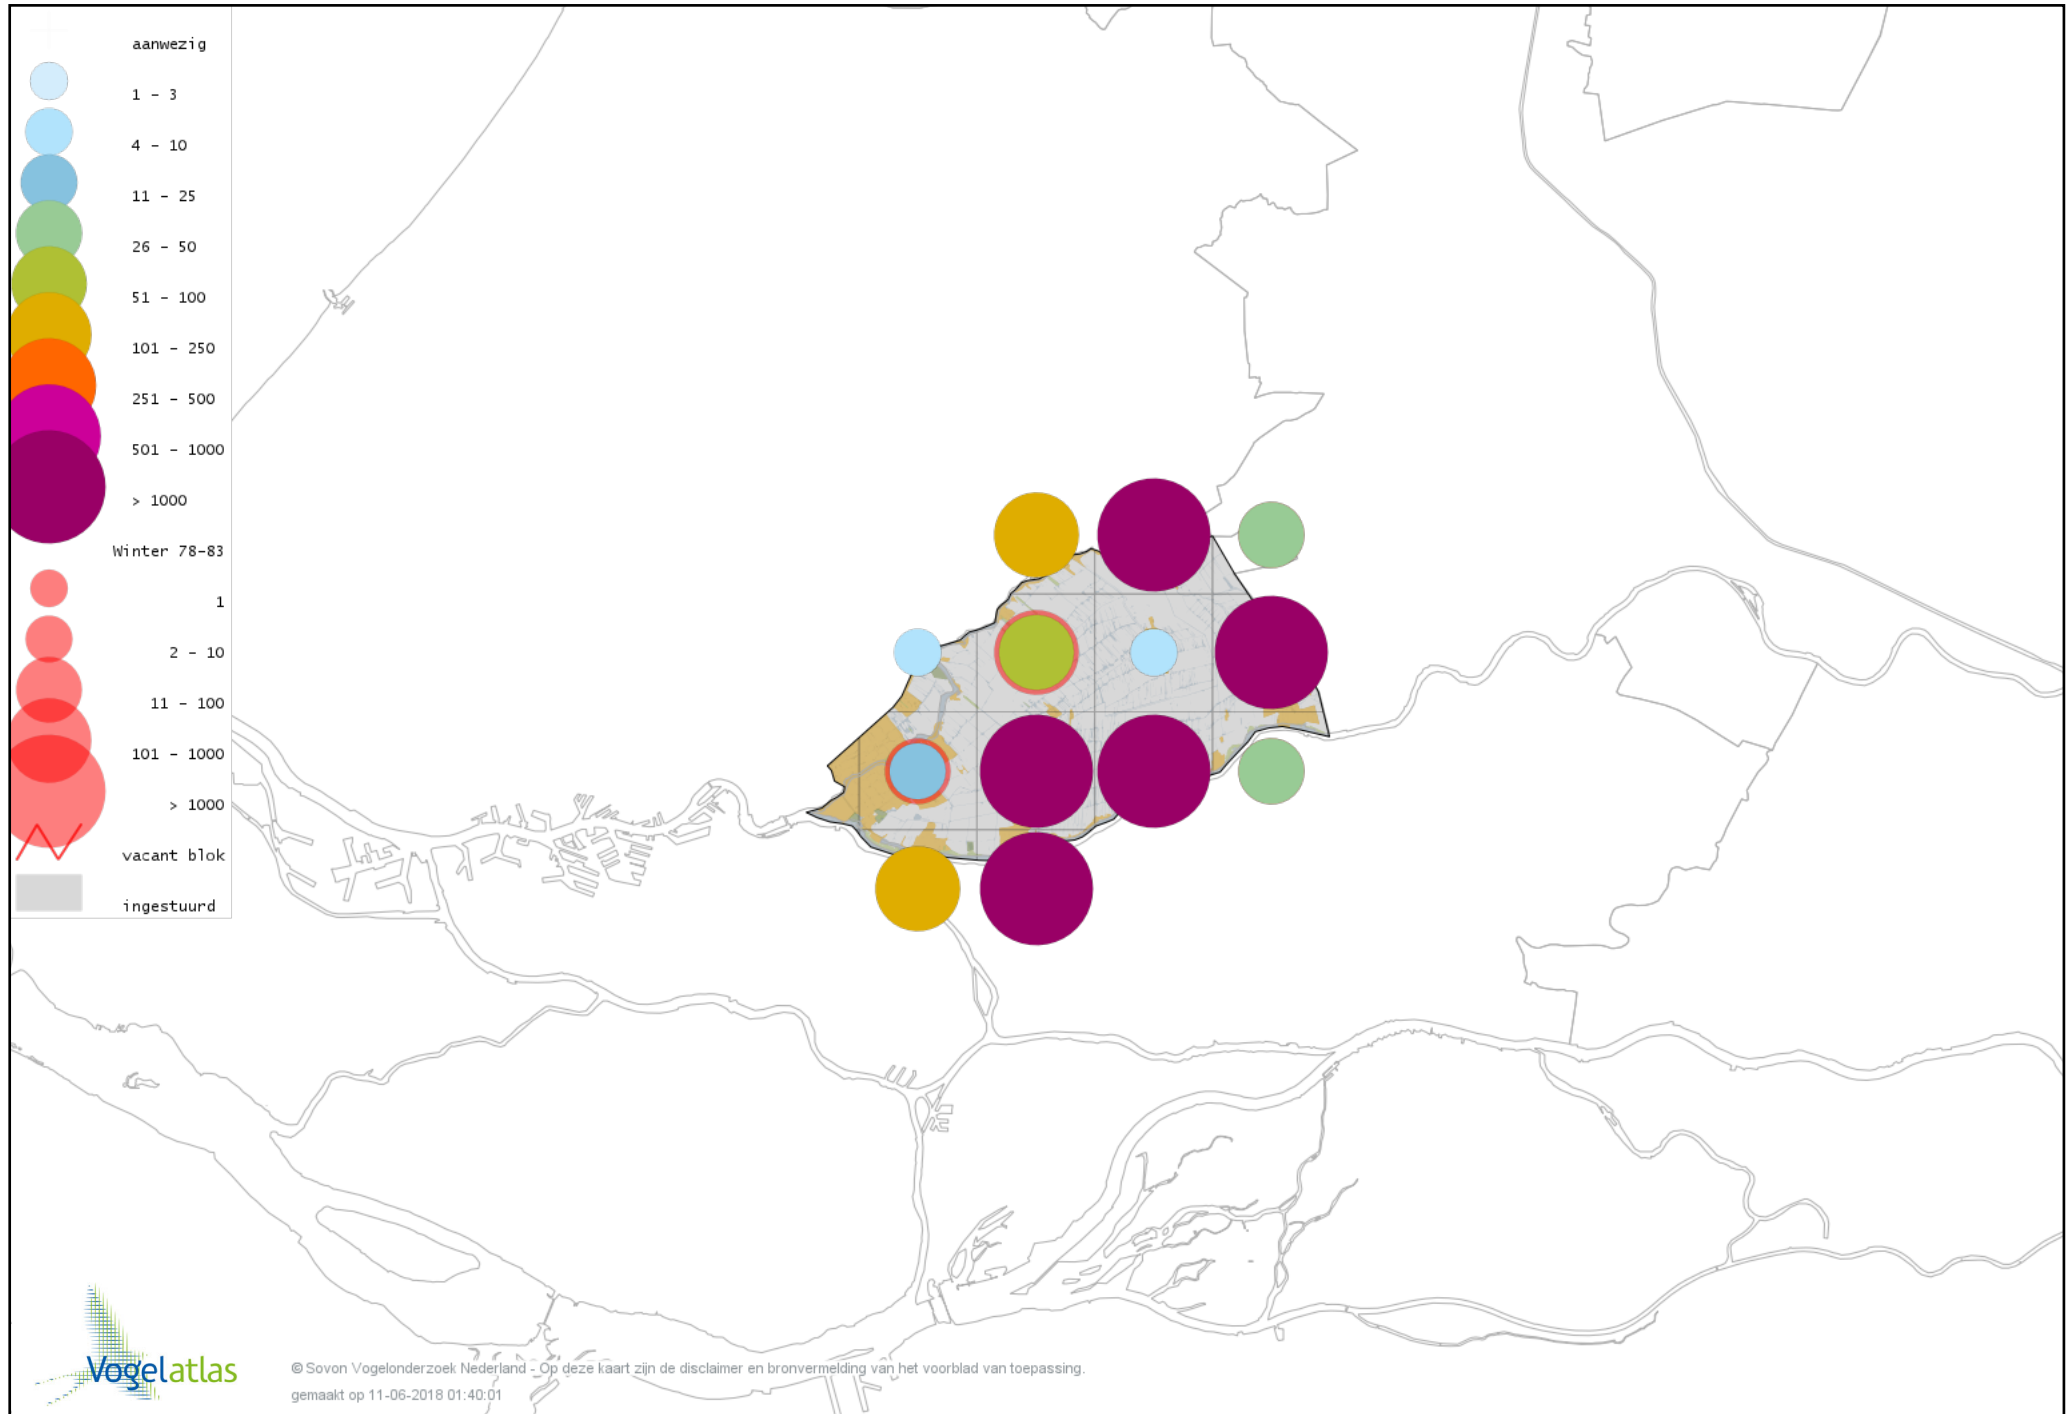 aanwezig
1 - 3
4 - 10
11 - 25
26 - 50
51 - 100
101 - 250
251 - 500
501 - 1000
> 1000
Winter 78-83
1
2 - 10
11 - 100
101 - 1000
> 1000
vacant blok
ingestuurd
Vogelatlas
© Sovon Vogelonderzoek Nederland - Op deze kaart zijn de disclaimer en bronvermelding van het voorblad van toepassing.
gemaakt op 11-06-2018 01:40:01